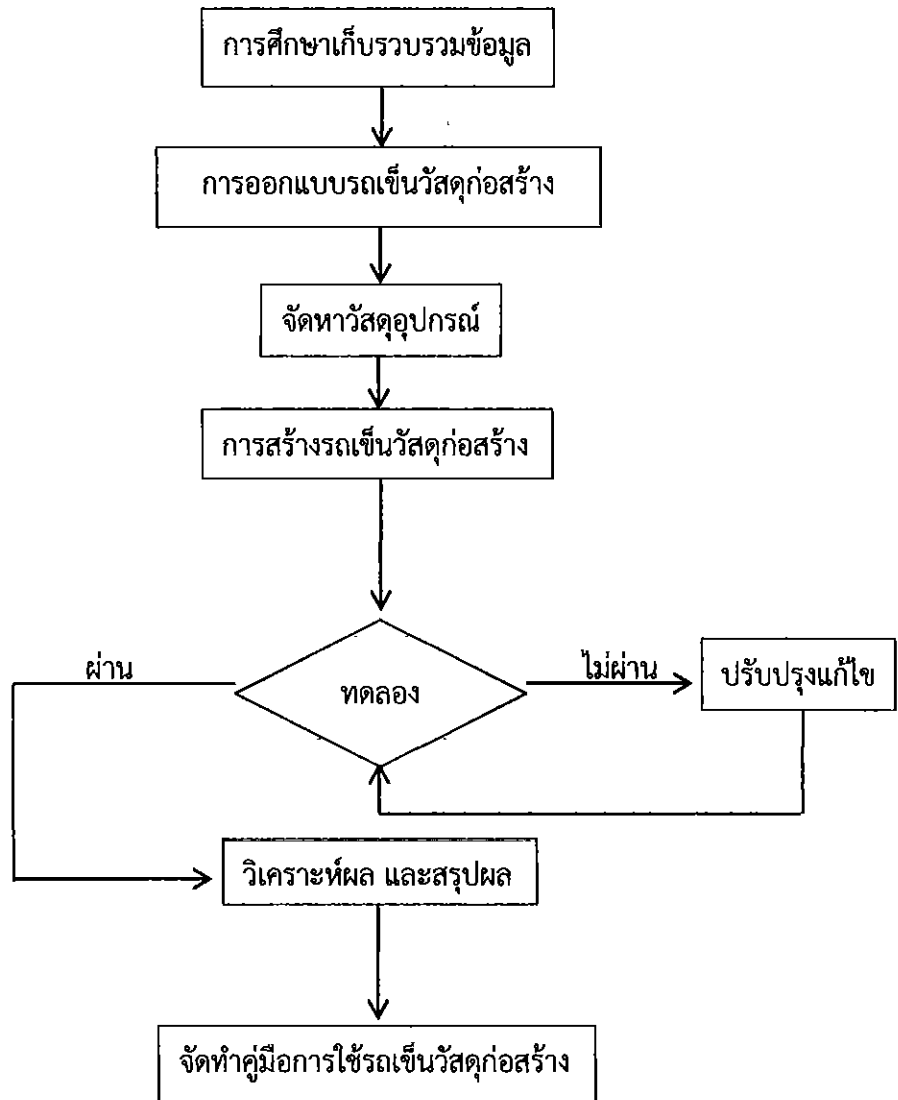 การศึกษาเก็บรวบรวมข้อมูล
การออกแบบรถเข็นวัสดุก่อสร้าง
จัดหาวัสดุอุปกรณ์
การสร้างรถเข็นวัสดุก่อสร้าง
ผ่าน
ทดลอง
ไม่ผ่าน
ปรับปรุงแก้ไข
วิเคราะห์ผล และสรุปผล
จัดทำคู่มือการใช้รถเข็นวัสดุก่อสร้าง